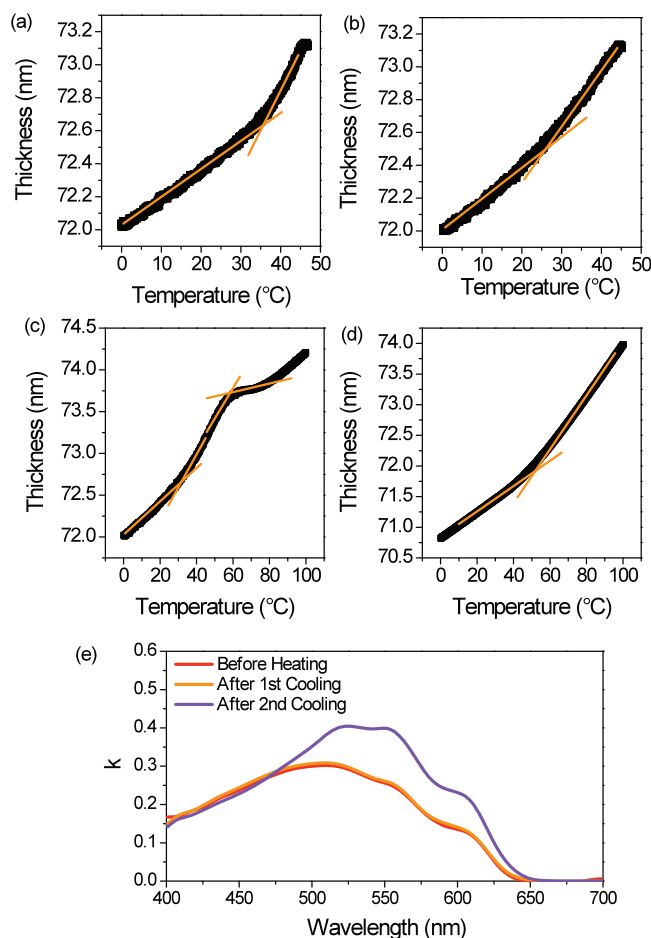 (a)
73.2
73.0
72.8
72.6
72.4
72.2
72.0
Thickness (nm)
0 10 20 30 40 50
Temperature (°C)
(b)
73.2
73.0
72.8
72.6
72.4
72.2
72.0
Thickness (nm)
0 10 20 30 40 50
Temperature (°C)
(c)
74.5
74.0
73.5
73.0
72.5
72.0
Thickness (nm)
0 20 40 60 80 100
Temperature (°C)
(d)
74.0
73.5
73.0
72.5
72.0
71.5
71.0
70.5
Thickness (nm)
0 20 40 60 80 100
Temperature (°C)
(e)
0.6
0.5
0.4
0.3
0.2
0.1
0.0
k
Before Heating
After 1st Cooling
After 2nd Cooling
400 450 500 550 600 650 700
Wavelength (nm)